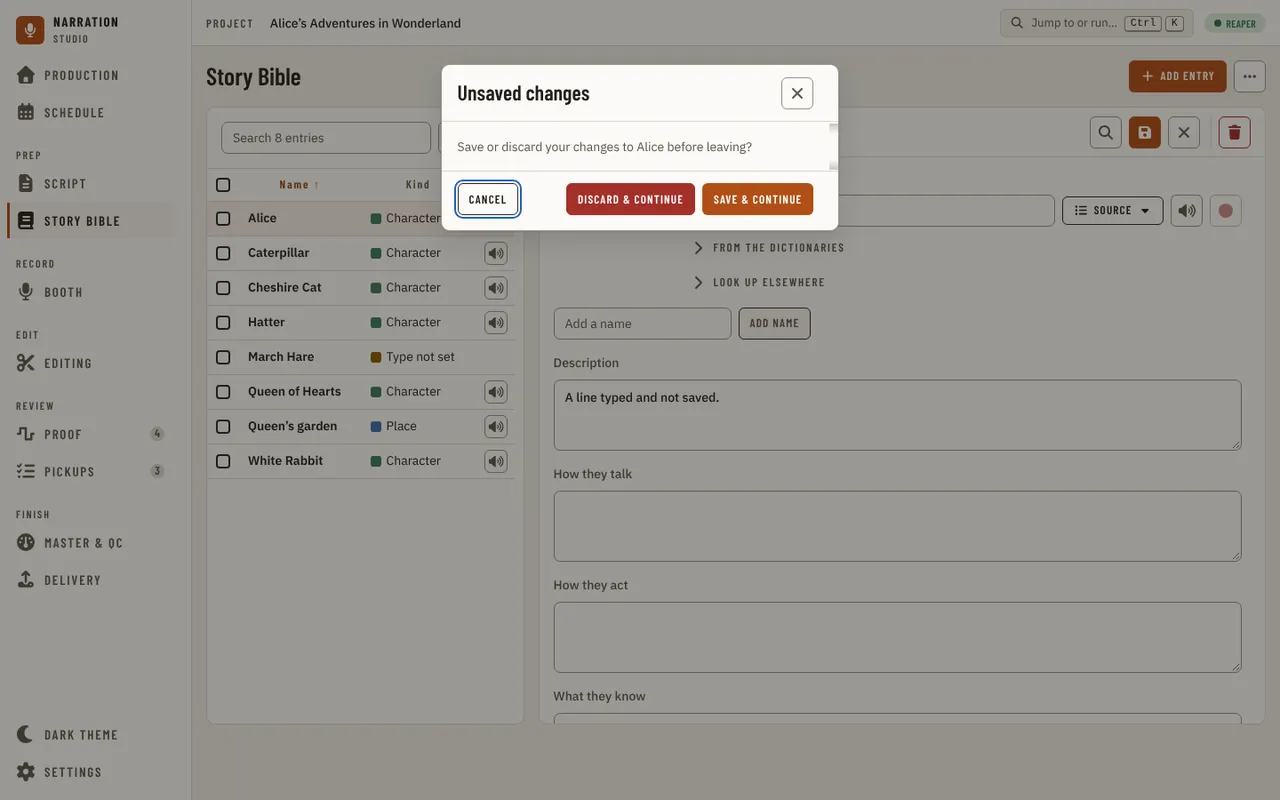 NARRATION
STUDIO
PRODUCTION
SCHEDULE
PREP
SCRIPT
STORY BIBLE
RECORD
BOOTH
EDIT
EDITING
REVIEW
PROOF 4
PICKUPS 3
FINISH
MASTER & QC
DELIVERY
DARK THEME
SETTINGS
PROJECT Alice's Adventures in Wonderland
Jump to or run... Ctrl K
REAPER
Story Bible
ADD ENTRY
Search 8 entries
Name ↑ Kind
Alice Character
Caterpillar Character
Cheshire Cat Character
Hatter Character
March Hare Type not set
Queen of Hearts Character
Queen's garden Place
White Rabbit Character
Unsaved changes
Save or discard your changes to Alice before leaving?
CANCEL DISCARD & CONTINUE SAVE & CONTINUE
SOURCE
FROM THE DICTIONARIES
LOOK UP ELSEWHERE
Add a name ADD NAME
Description
A line typed and not saved.
How they talk
How they act
What they know